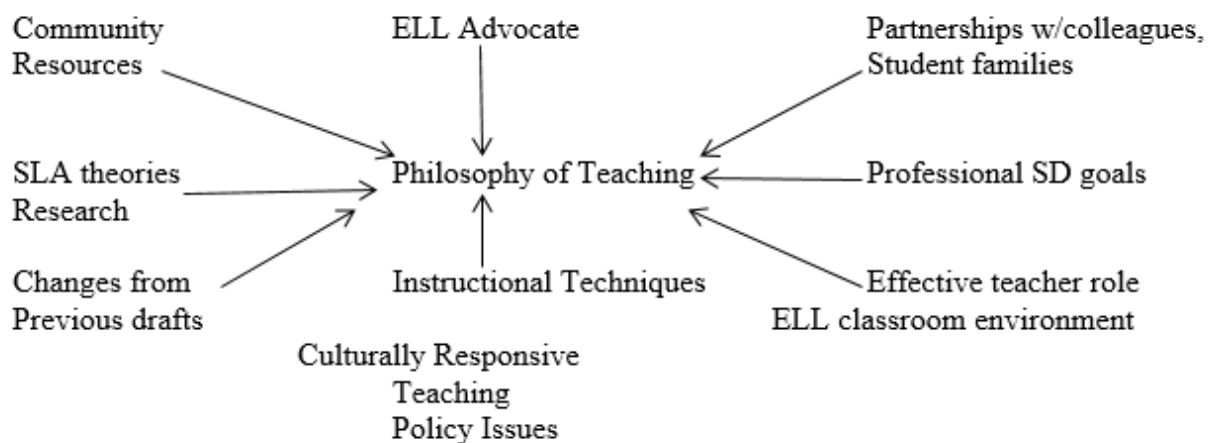 Community
Resources
ELL Advocate
Partnerships w/colleagues,
Student families
SLA theories
Research
Philosophy of Teaching
Professional SD goals
Changes from
Previous drafts
Instructional Techniques
Effective teacher role
ELL classroom environment
Culturally Responsive
Teaching
Policy Issues